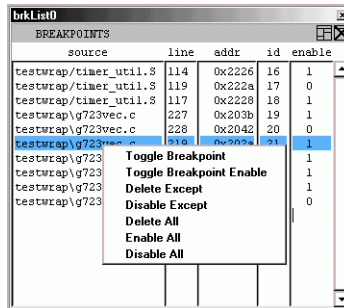 brkList0
BREAKPOINTS
source line addr id enable
testwrap/timer_util.S 114 0x2226 16 1
testwrap/timer_util.S 119 0x222a 17 0
testwrap/timer_util.S 117 0x2228 18 1
testwrap\g723vec.c 227 0x203b 19 1
testwrap\g723vec.c 228 0x2042 20 0
testwrap\g723vec.c 219 0x202a 21 1
testwrap\g723 1
Toggle Breakpoint
testwrap\g723 1
Toggle Breakpoint Enable
testwrap\g723 1
Delete Except
testwrap\g723 0
Disable Except
Delete All
Enable All
Disable All